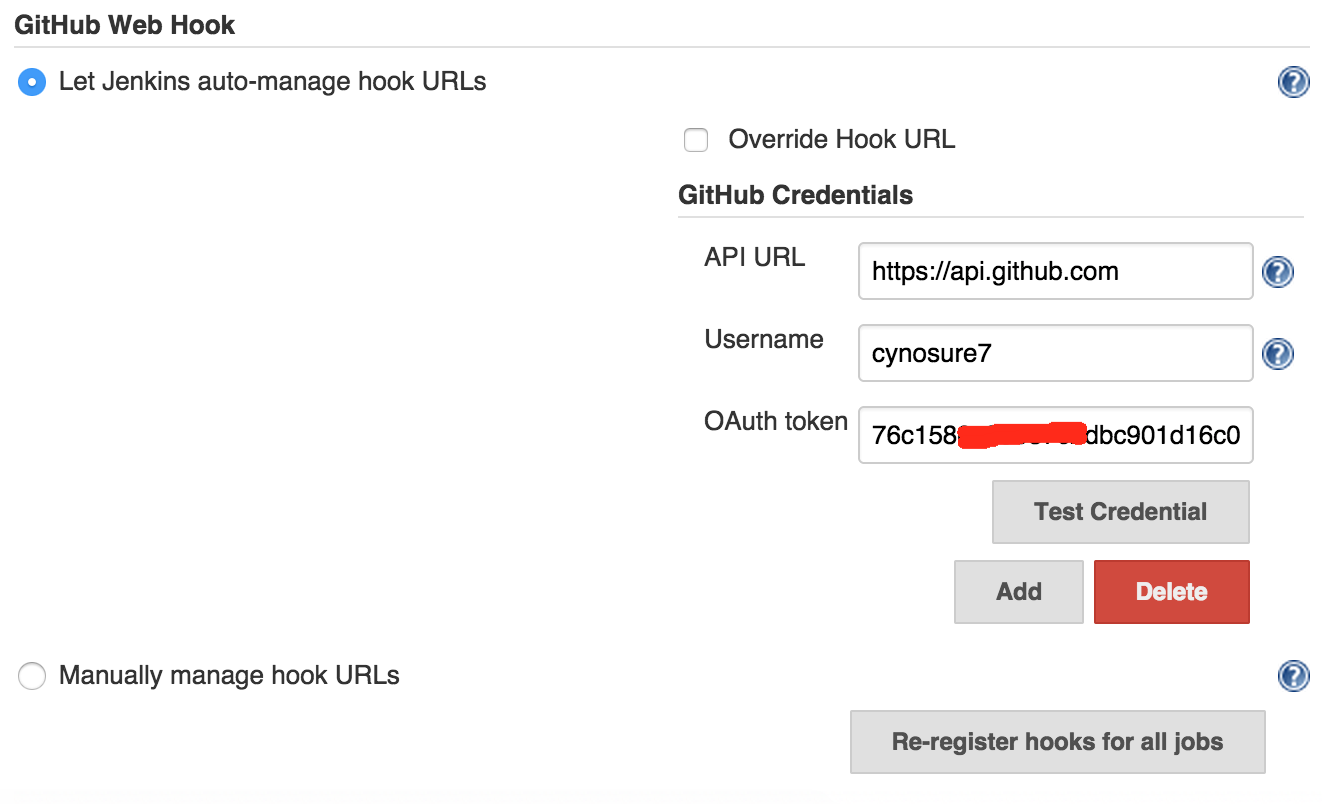 GitHub Web Hook
Let Jenkins auto-manage hook URLs
Override Hook URL
GitHub Credentials
API URL
https://api.github.com
Username
cynosure7
OAuth token
76c158 dbc901d16c0
Test Credential
Add
Delete
Manually manage hook URLs
Re-register hooks for all jobs